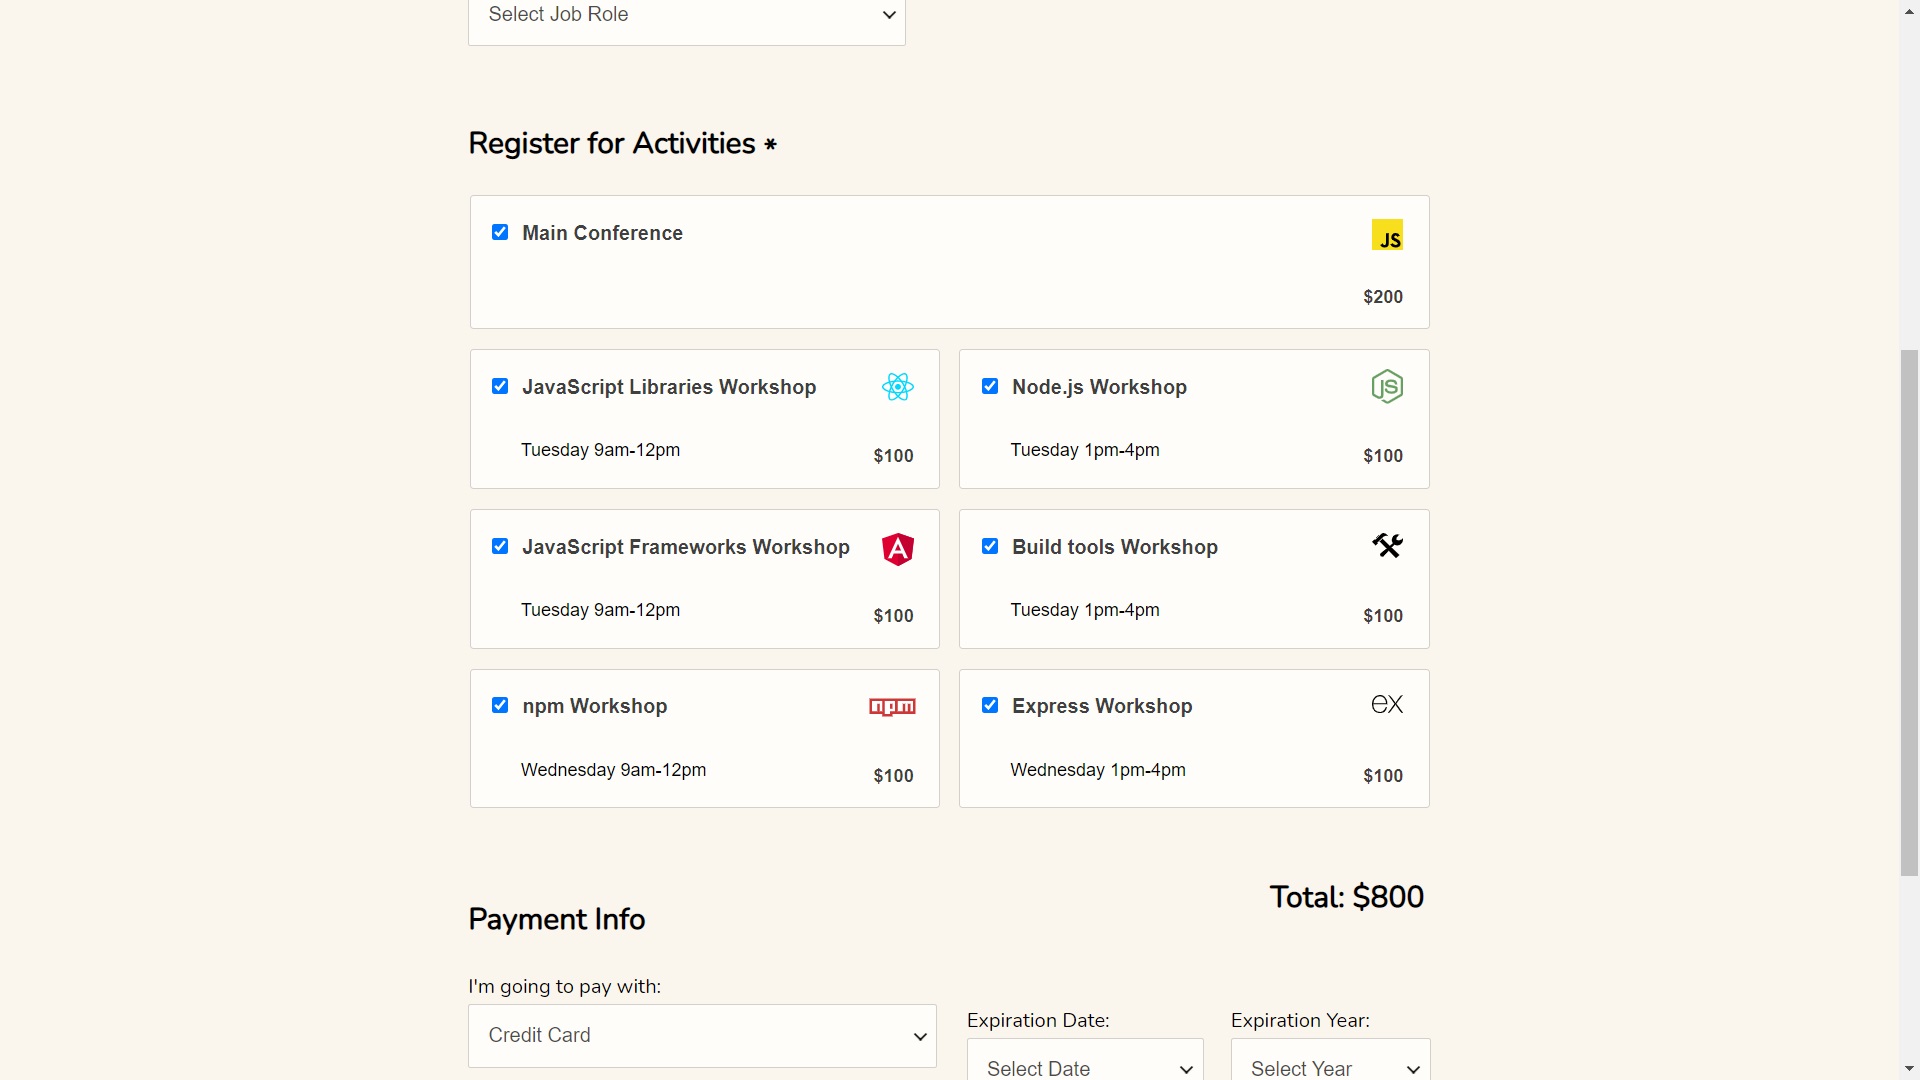 Select Job Role
Register for Activities *
Main Conference
JS
$200
JavaScript Libraries Workshop
Tuesday 9am-12pm
$100
Node.js Workshop
JS
Tuesday 1pm-4pm
$100
JavaScript Frameworks Workshop
A
Tuesday 9am-12pm
$100
Build tools Workshop
Tuesday 1pm-4pm
$100
npm Workshop
npm
Wednesday 9am-12pm
$100
Express Workshop
ex
Wednesday 1pm-4pm
$100
Total: $800
Payment Info
I'm going to pay with:
Credit Card
Expiration Date:
Select Date
Expiration Year:
Select Year